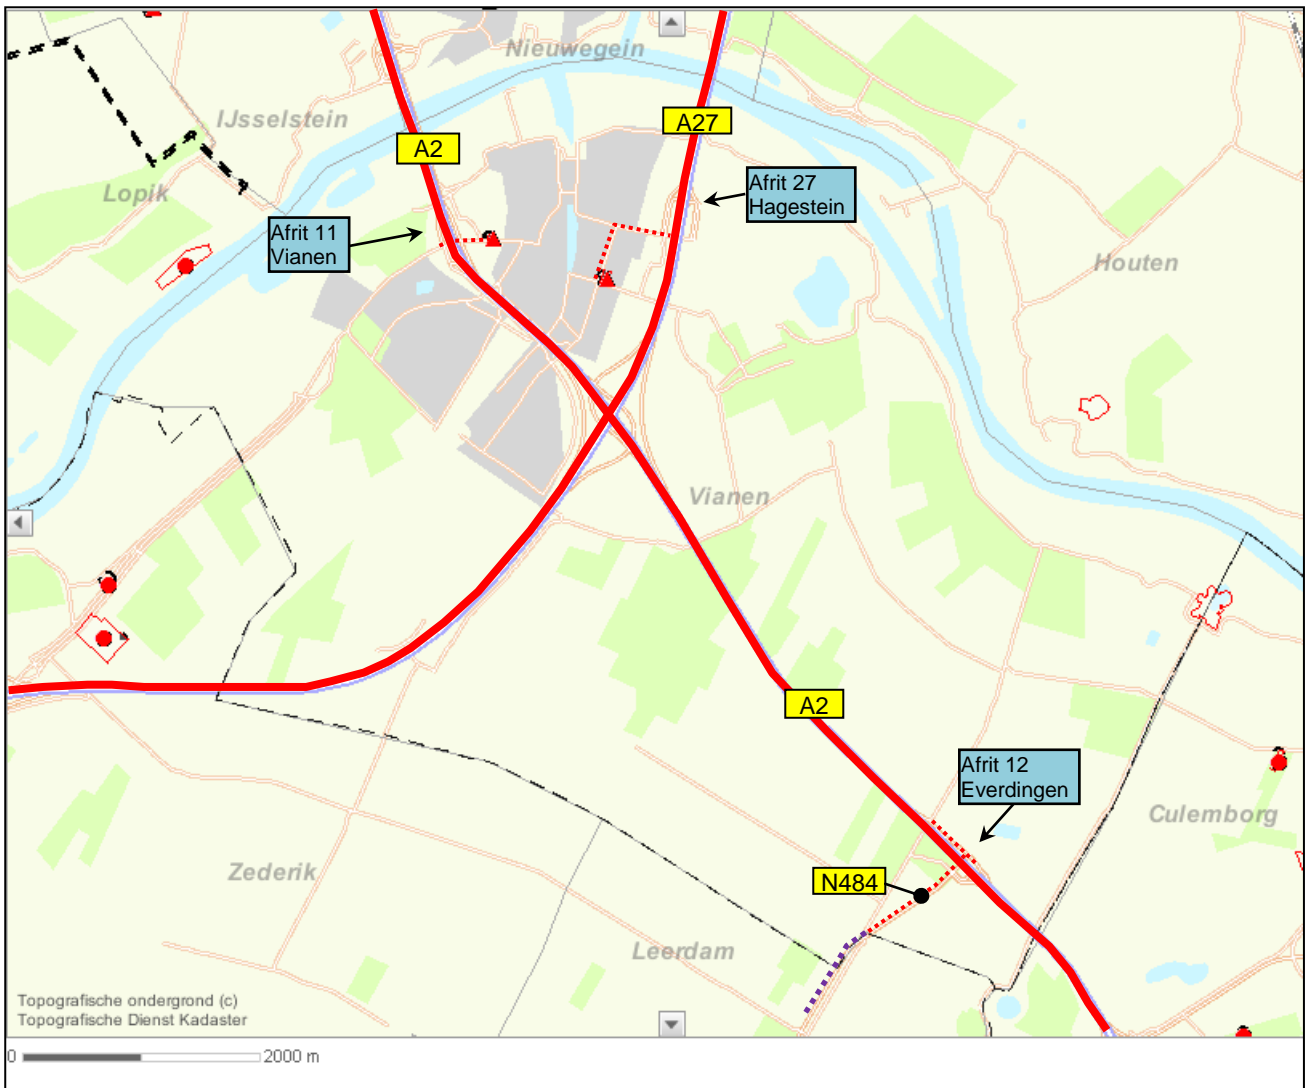 Nieuwegein
IJsselstein
A27
A2
Lopik
Afrit 27
Hagestein
Afrit 11
Vianen
Houten
Vianen
A2
Afrit 12
Everdingen
Culemborg
Zederik
N484
Leerdam
Topografische ondergrond (c)
Topografische Dienst Kadaster
0 2000 m